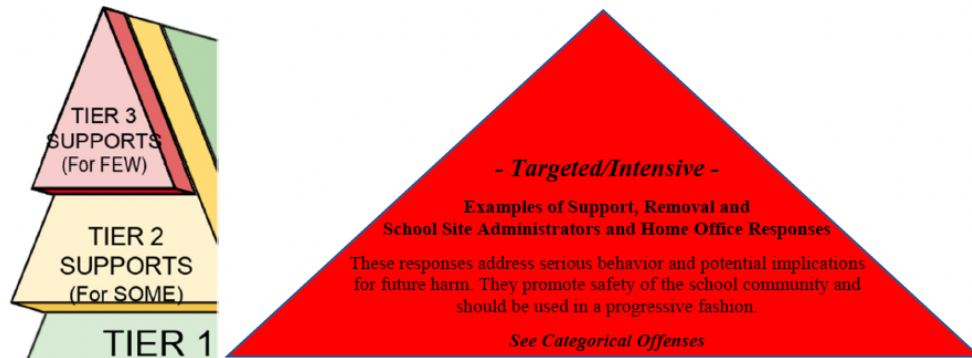 TIER 3
SUPPORTS
(For FEW)
TIER 2
SUPPORTS
(For SOME)
TIER 1
- Targeted/Intensive -
Examples of Support, Removal and
School Site Administrators and Home Office Responses
These responses address serious behavior and potential implications
for future harm. They promote safety of the school community and
should be used in a progressive fashion.
See Categorical Offenses